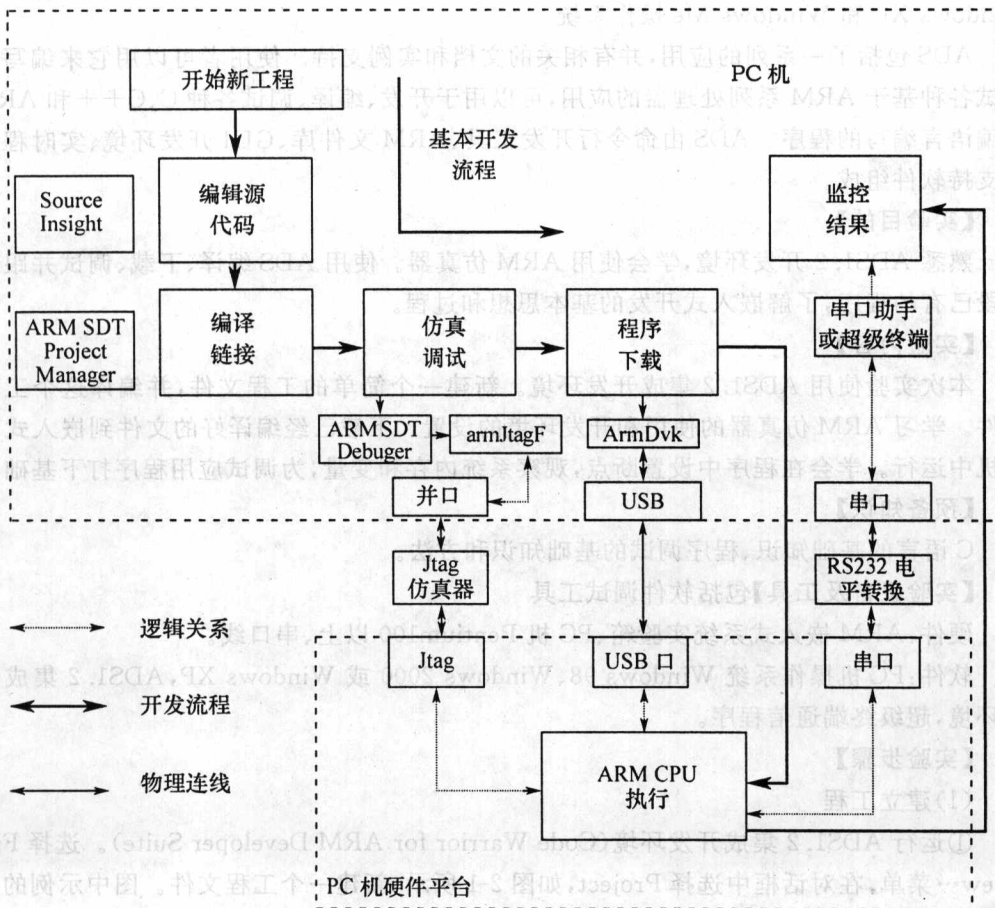 开始新工程
PC 机
基本开发
流程
Source
Insight
编辑源
代码
监控
结果
ARM SDT
Project
Manager
编译
链接
仿真
调试
程序
下载
串口助手
或超级终端
ARMSDT
Debuger
armJtagF
ArmDvk
并口
USB
串口
Jtag
仿真器
RS232 电
平转换
逻辑关系
Jtag
USB 口
串口
开发流程
物理连线
ARM CPU
执行
PC 机硬件平台